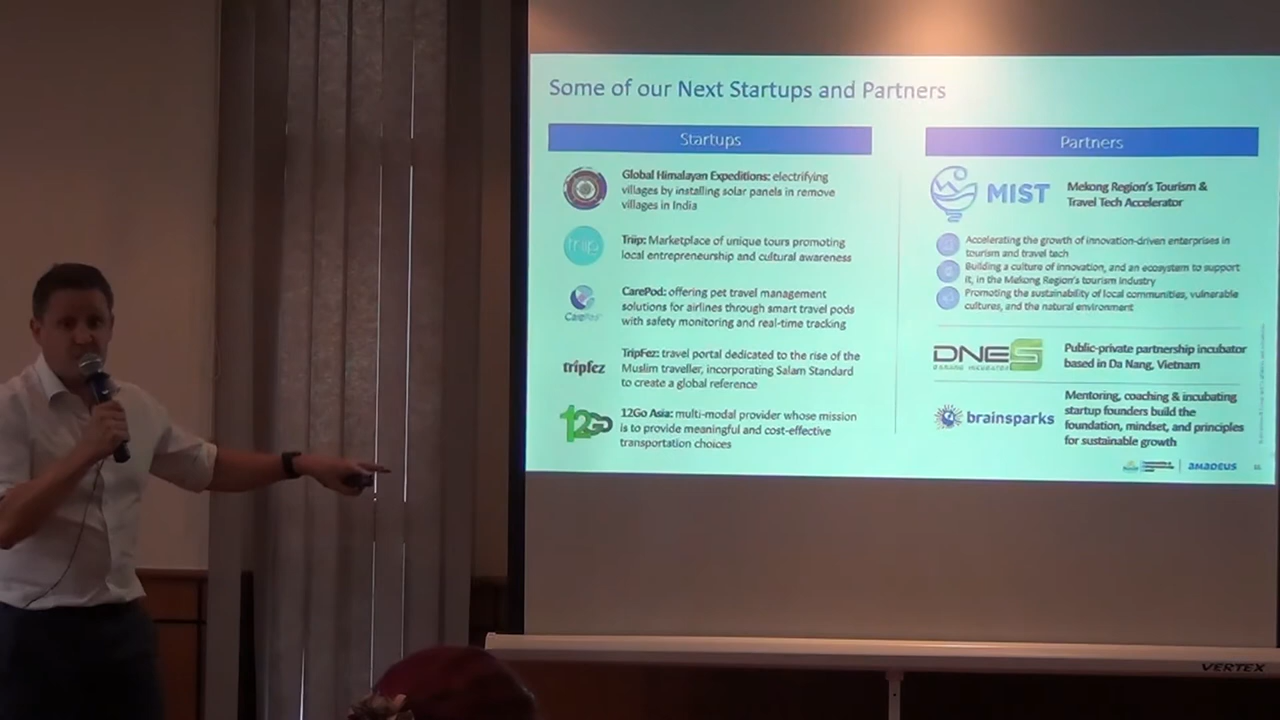 Some of our Next Startups and Partners
Startups
Global Himalayan Expeditions: electrifying
villages by installing solar panels in remove
villages in India
triip
Triip: Marketplace of unique tours promoting
local entrepreneurship and cultural awareness
CarePod
CarePod: offering pet travel management
solutions for airlines through smart travel pods
with safety monitoring and real-time tracking
tripfez
TripFez: travel portal dedicated to the rise of the
Muslim traveller, incorporating Salam Standard
to create a global reference
12Go
12Go Asia: multi-modal provider whose mission
is to provide meaningful and cost-effective
transportation choices
Partners
MIST
Mekong Region's Tourism &
Travel Tech Accelerator
Accelerating the growth of innovation-driven enterprises in
tourism and travel tech
Building a culture of innovation, and an ecosystem to support
it, in the Mekong Region's tourism industry
Promoting the sustainability of local communities, vulnerable
cultures, and the natural environment
DNES
DANANG INCUBATOR
Public-private partnership incubator
based in Da Nang, Vietnam
brainsparks
Mentoring, coaching & incubating
startup founders build the
foundation, mindset, and principles
for sustainable growth
amadeus
VERTEX